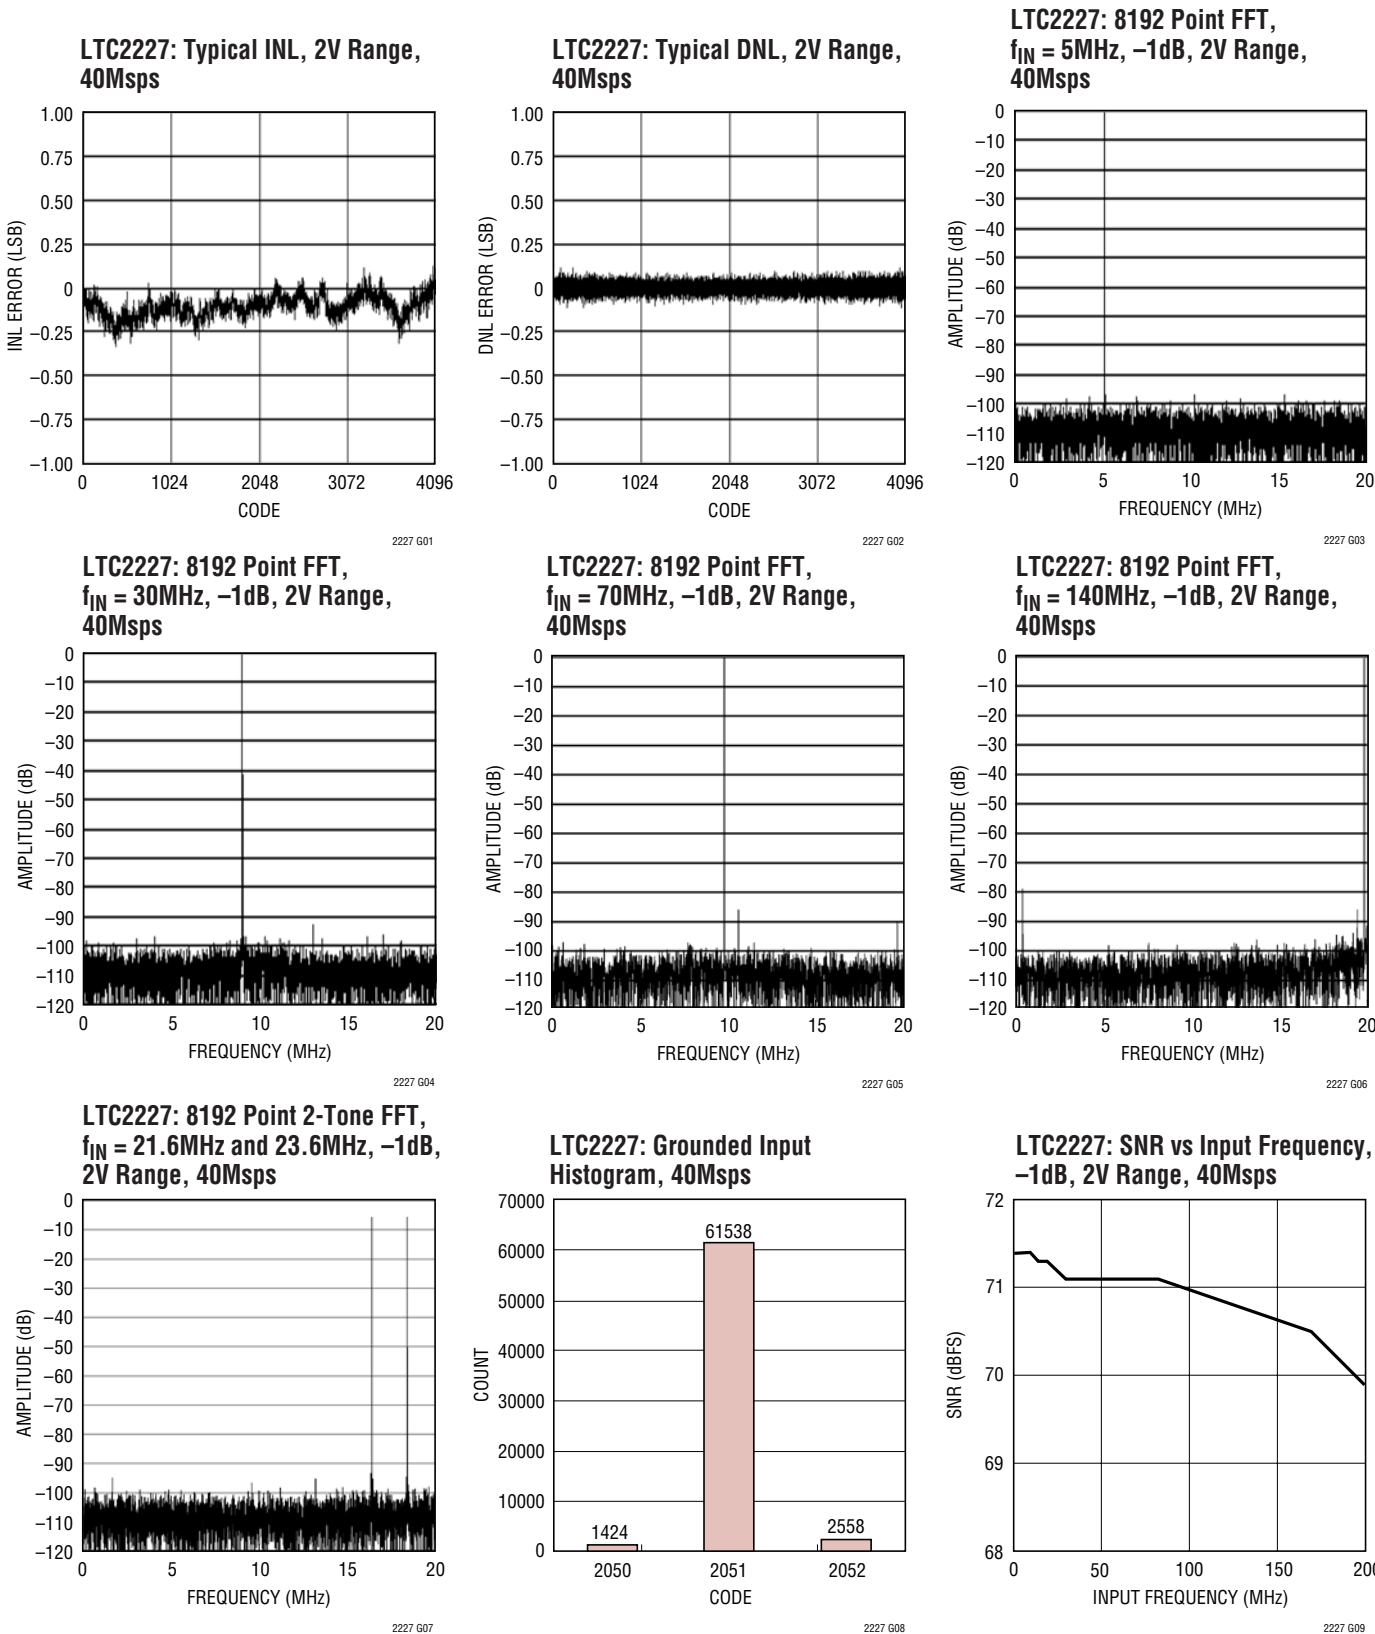 LTC2227: Typical INL, 2V Range,
40Msps
1.00
0.75
0.50
0.25
0
–0.25
–0.50
–0.75
–1.00
INL ERROR (LSB)
0 1024 2048 3072 4096
CODE
2227 G01
LTC2227: Typical DNL, 2V Range,
40Msps
1.00
0.75
0.50
0.25
0
–0.25
–0.50
–0.75
–1.00
DNL ERROR (LSB)
0 1024 2048 3072 4096
CODE
2227 G02
LTC2227: 8192 Point FFT,
fIN = 5MHz, –1dB, 2V Range,
40Msps
0
–10
–20
–30
–40
–50
–60
–70
–80
–90
–100
–110
–120
AMPLITUDE (dB)
0 5 10 15 20
FREQUENCY (MHz)
2227 G03
LTC2227: 8192 Point FFT,
fIN = 30MHz, –1dB, 2V Range,
40Msps
0
–10
–20
–30
–40
–50
–60
–70
–80
–90
–100
–110
–120
AMPLITUDE (dB)
0 5 10 15 20
FREQUENCY (MHz)
2227 G04
LTC2227: 8192 Point FFT,
fIN = 70MHz, –1dB, 2V Range,
40Msps
0
–10
–20
–30
–40
–50
–60
–70
–80
–90
–100
–110
–120
AMPLITUDE (dB)
0 5 10 15 20
FREQUENCY (MHz)
2227 G05
LTC2227: 8192 Point FFT,
fIN = 140MHz, –1dB, 2V Range,
40Msps
0
–10
–20
–30
–40
–50
–60
–70
–80
–90
–100
–110
–120
AMPLITUDE (dB)
0 5 10 15 20
FREQUENCY (MHz)
2227 G06
LTC2227: 8192 Point 2-Tone FFT,
fIN = 21.6MHz and 23.6MHz, –1dB,
2V Range, 40Msps
0
–10
–20
–30
–40
–50
–60
–70
–80
–90
–100
–110
–120
AMPLITUDE (dB)
0 5 10 15 20
FREQUENCY (MHz)
2227 G07
LTC2227: Grounded Input
Histogram, 40Msps
70000
60000
50000
40000
30000
20000
10000
0
COUNT
61538
1424
2558
2050 2051 2052
CODE
2227 G08
LTC2227: SNR vs Input Frequency,
–1dB, 2V Range, 40Msps
72
71
70
69
68
SNR (dBFS)
0 50 100 150 200
INPUT FREQUENCY (MHz)
2227 G09